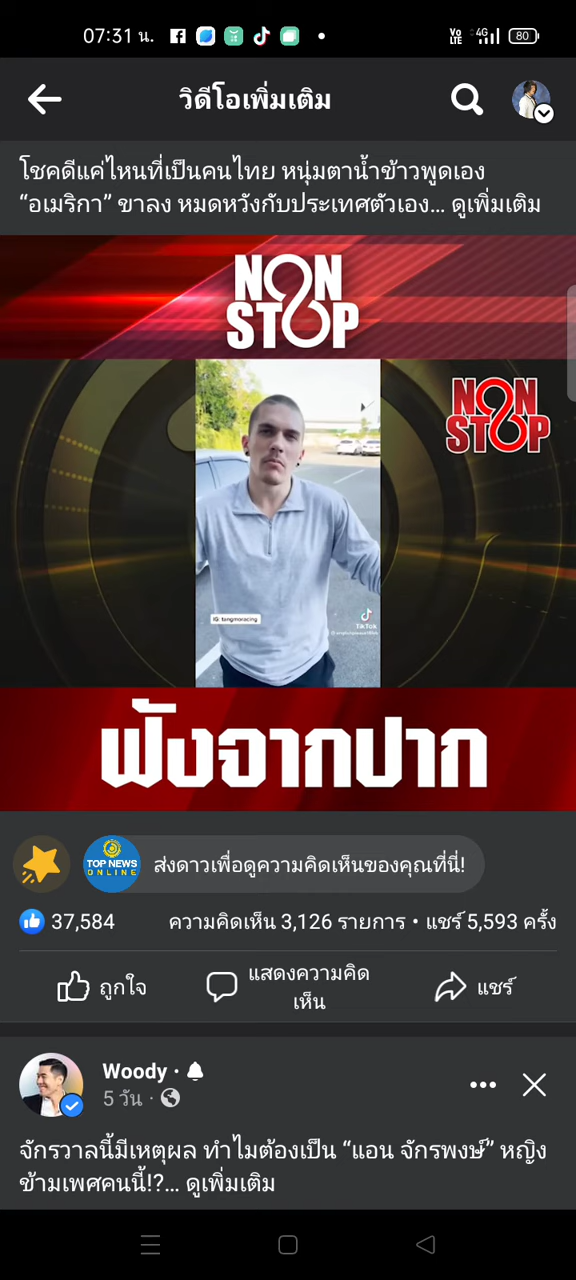 07:31 น.
Vo LTE 4G 80
วิดีโอเพิ่มเติม
โชคดีแค่ไหนที่เป็นคนไทย หนุ่มตาน้ำข้าวพูดเอง
“อเมริกา” ขาลง หมดหวังกับประเทศตัวเอง... ดูเพิ่มเติม
NON
STOP
NON
STOP
IG: tongmoracing
TikTok
ฟังจากปาก
TOP NEWS
ONLINE
ส่งดาวเพื่อดูความคิดเห็นของคุณที่นี่!
37,584 ความคิดเห็น 3,126 รายการ • แชร์ 5,593 ครั้ง
ถูกใจ แสดงความคิดเห็น แชร์
Woody ·
5 วัน ·
จักรวาลนี้มีเหตุผล ทำไมต้องเป็น “แอน จักรพงษ์” หญิง
ข้ามเพศคนนี้!?... ดูเพิ่มเติม